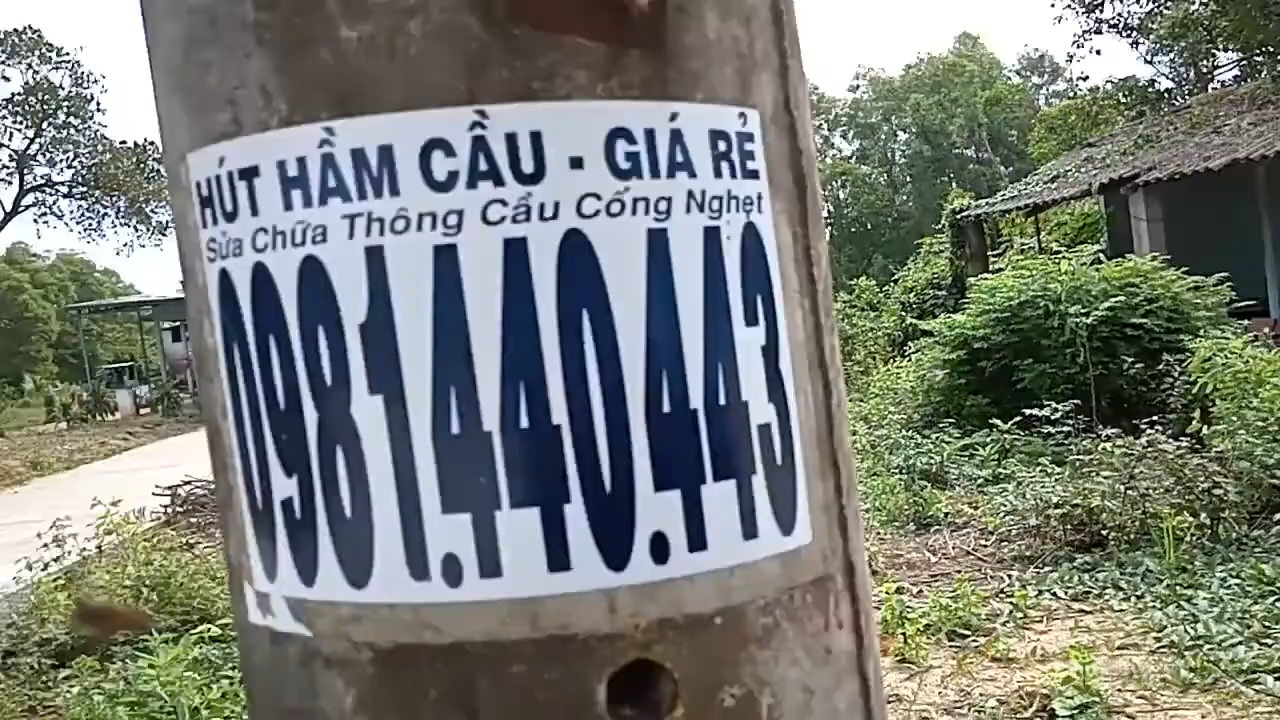 HÚT HẦM CẦU - GIÁ RẺ
Sửa Chữa Thông Cầu Cống Nghẹt
0981.440.443